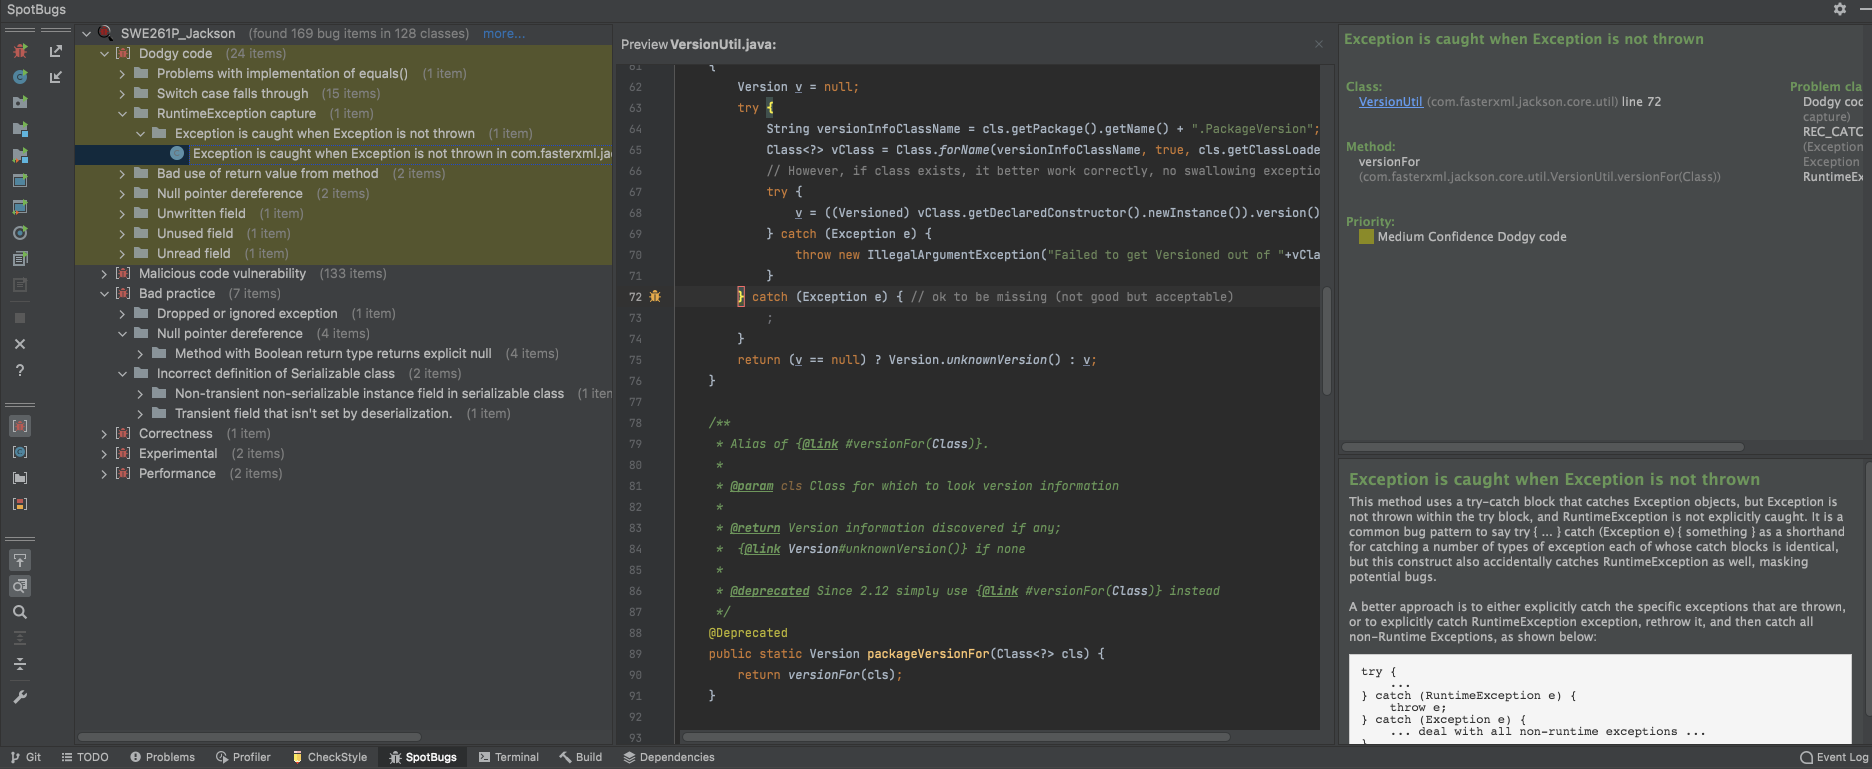 SpotBugs
SWE261P_Jackson (found 169 bug items in 128 classes) more...
Dodgy code (24 items)
Problems with implementation of equals() (1 item)
Switch case falls through (15 items)
RuntimeException capture (1 item)
Exception is caught when Exception is not thrown (1 item)
Exception is caught when Exception is not thrown in com.fasterxml.ja
Bad use of return value from method (2 items)
Null pointer dereference (2 items)
Unwritten field (1 item)
Unused field (1 item)
Unread field (1 item)
Malicious code vulnerability (133 items)
Bad practice (7 items)
Dropped or ignored exception (1 item)
Null pointer dereference (4 items)
Method with Boolean return type returns explicit null (4 items)
Incorrect definition of Serializable class (2 items)
Non-transient non-serializable instance field in serializable class (1 iten
Transient field that isn't set by deserialization. (1 item)
Correctness (1 item)
Experimental (2 items)
Performance (2 items)
Preview VersionUtil.java:
61 {
62 Version v = null;
63 try {
64 String versionInfoClassName = cls.getPackage().getName() + ".PackageVersion";
65 Class<?> vClass = Class.forName(versionInfoClassName, true, cls.getClassLoade
66 // However, if class exists, it better work correctly, no swallowing exceptio
67 try {
68 v = ((Versioned) vClass.getDeclaredConstructor().newInstance()).version()
69 } catch (Exception e) {
70 throw new IllegalArgumentException("Failed to get Versioned out of "+vCla
71 }
72 } catch (Exception e) { // ok to be missing (not good but acceptable)
73 ;
74 }
75 return (v == null) ? Version.unknownVersion() : v;
76 }
77
78 /**
79 * Alias of {@link #versionFor(Class)}.
80 *
81 * @param cls Class for which to look version information
82 *
83 * @return Version information discovered if any;
84 * {@link Version#unknownVersion()} if none
85 *
86 * @deprecated Since 2.12 simply use {@link #versionFor(Class)} instead
87 */
88 @Deprecated
89 public static Version packageVersionFor(Class<?> cls) {
90 return versionFor(cls);
91 }
92
93
Exception is caught when Exception is not thrown
Class:
VersionUtil (com.fasterxml.jackson.core.util) line 72
Method:
versionFor
(com.fasterxml.jackson.core.util.VersionUtil.versionFor(Class))
Priority:
Medium Confidence Dodgy code
Problem cla
Dodgy coc
capture)
REC_CATC
(Exception
Exception
RuntimeEx
Exception is caught when Exception is not thrown
This method uses a try-catch block that catches Exception objects, but Exception is
not thrown within the try block, and RuntimeException is not explicitly caught. It is a
common bug pattern to say try { ... } catch (Exception e) { something } as a shorthand
for catching a number of types of exception each of whose catch blocks is identical,
but this construct also accidentally catches RuntimeException as well, masking
potential bugs.
A better approach is to either explicitly catch the specific exceptions that are thrown,
or to explicitly catch RuntimeException exception, rethrow it, and then catch all
non-Runtime Exceptions, as shown below:
try {
...
} catch (RuntimeException e) {
throw e;
} catch (Exception e) {
... deal with all non-runtime exceptions ...
}
Git TODO Problems Profiler CheckStyle SpotBugs Terminal Build Dependencies Event Log